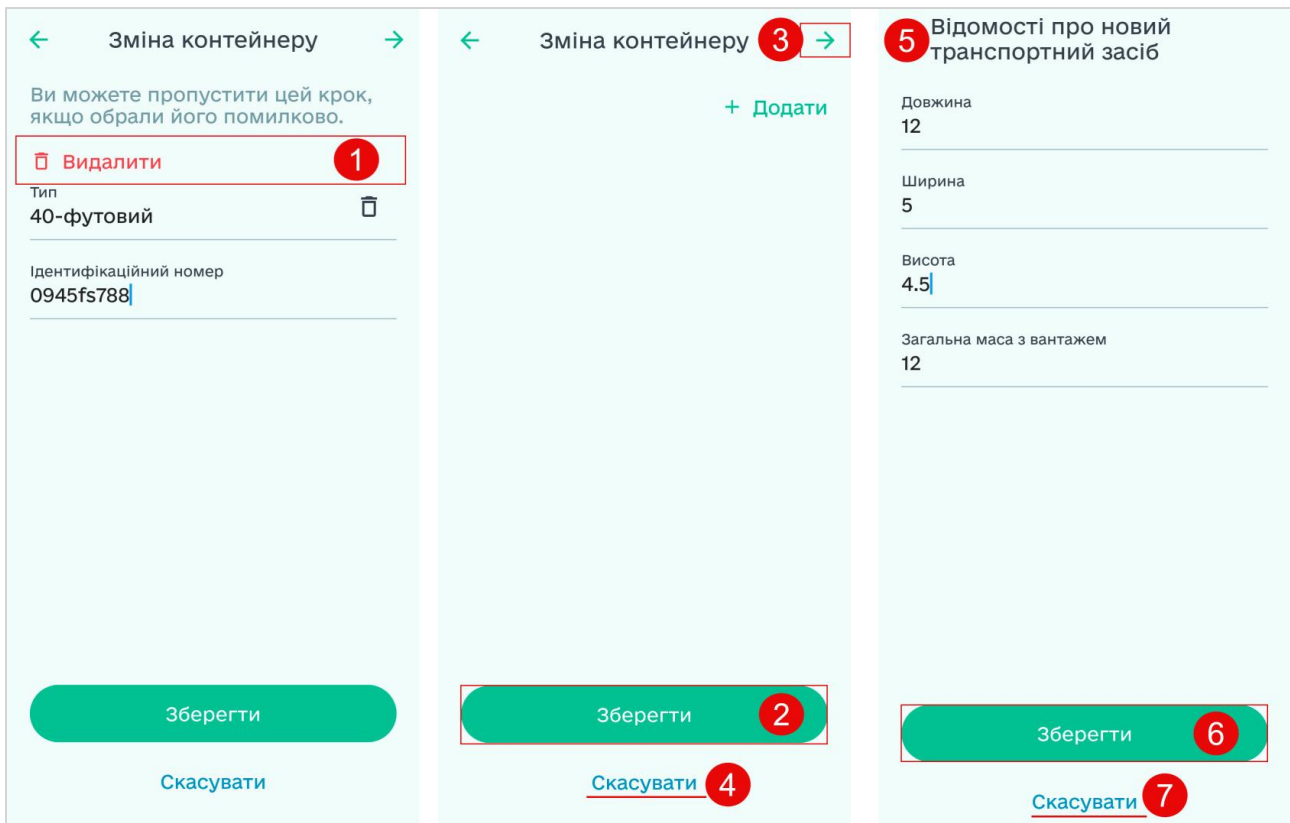 Зміна контейнеру
Ви можете пропустити цей крок,
якщо обрали його помилково.
Видалити
1
Тип
40-футовий
Ідентифікаційний номер
0945fs788
Зберегти
Скасувати
Зміна контейнеру
3
+ Додати
Зберегти
2
Скасувати
4
5
Відомості про новий
транспортний засіб
Довжина
12
Ширина
5
Висота
4.5
Загальна маса з вантажем
12
Зберегти
6
Скасувати
7